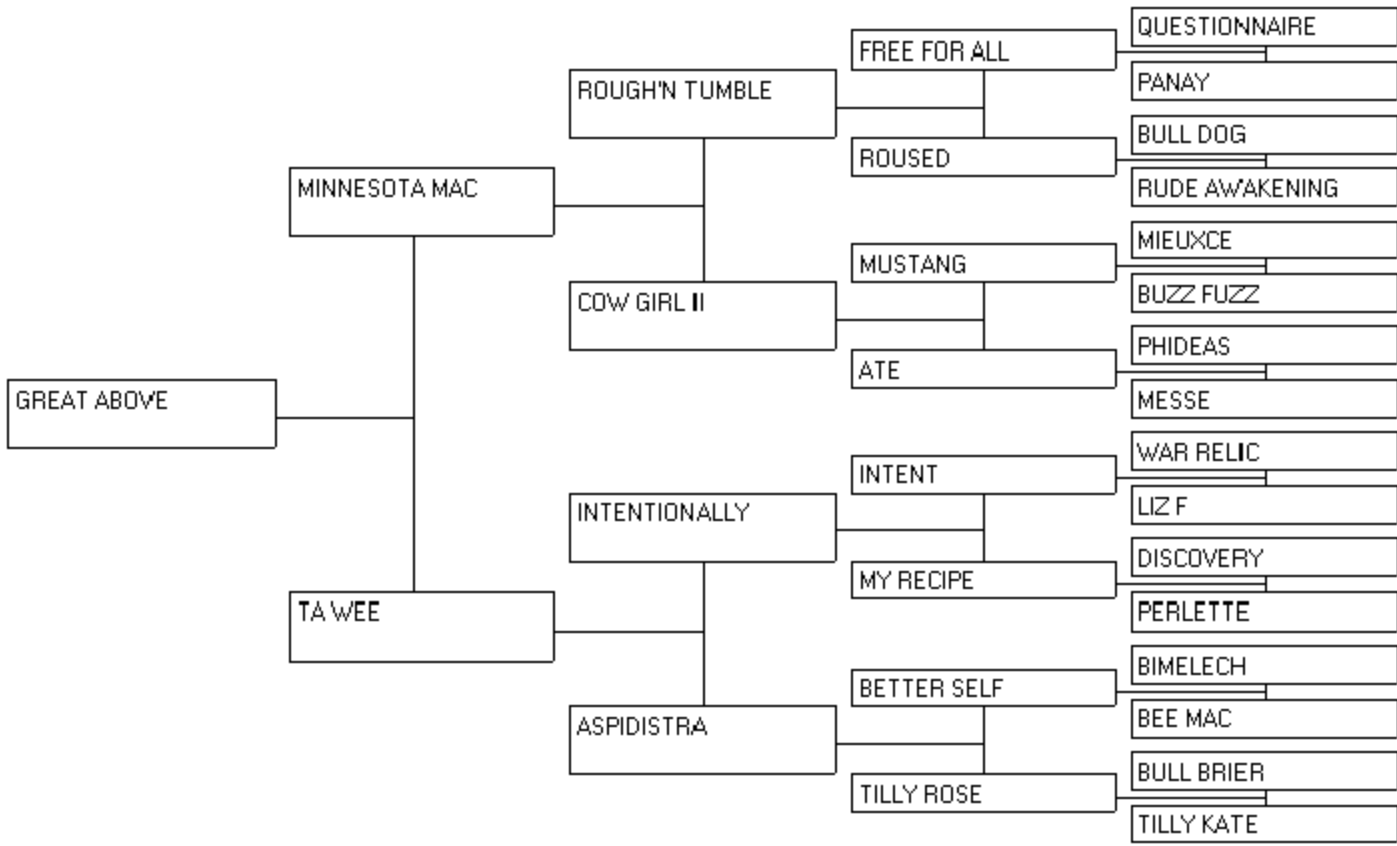 QUESTIONNAIRE
FREE FOR ALL
PANAY
ROUGH'N TUMBLE
BULL DOG
ROUSED
RUDE AWAKENING
MINNESOTA MAC
MIEUXCE
MUSTANG
BUZZ FUZZ
COW GIRL II
PHIDEAS
ATE
MESSE
GREAT ABOVE
WAR RELIC
INTENT
LIZ F
INTENTIONALLY
DISCOVERY
MY RECIPE
PERLETTE
TA WEE
BIMELECH
BETTER SELF
BEE MAC
ASPIDISTRA
BULL BRIER
TILLY ROSE
TILLY KATE